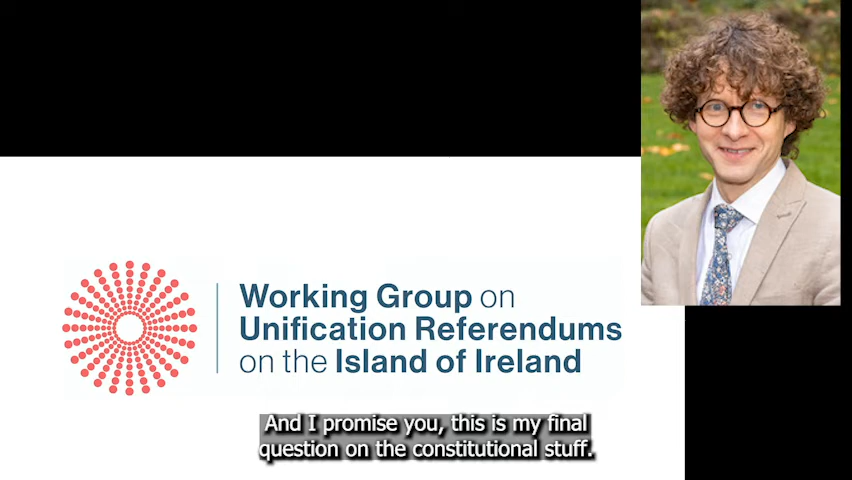 Working Group on
Unification Referendums
on the Island of Ireland
And I promise you, this is my final
question on the constitutional stuff.